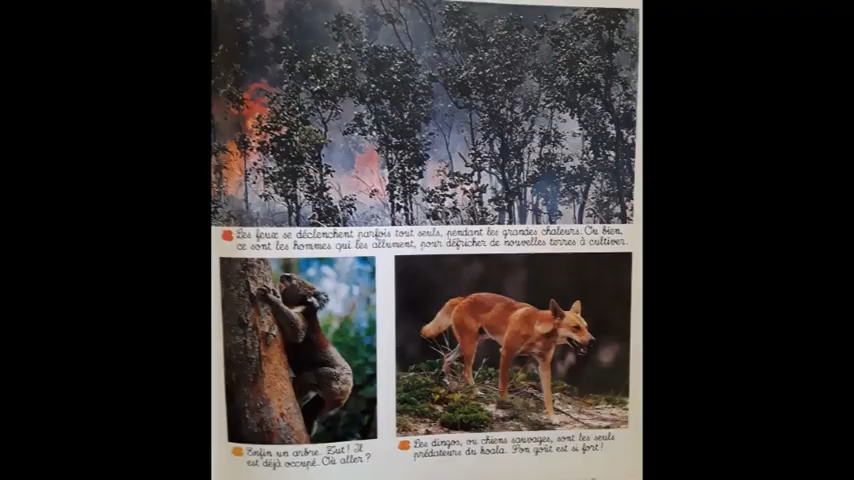 Les feux se déclenchent parfois tout seuls, pendant les grandes chaleurs. Ou bien,
ce sont les hommes qui les allument, pour défricher de nouvelles terres à cultiver.
Enfin un arbre. Zut ! Il
est déjà occupé. Où aller ?
Les dingos, ou chiens sauvages, sont les seuls
prédateurs du koala. Son goût est si fort !